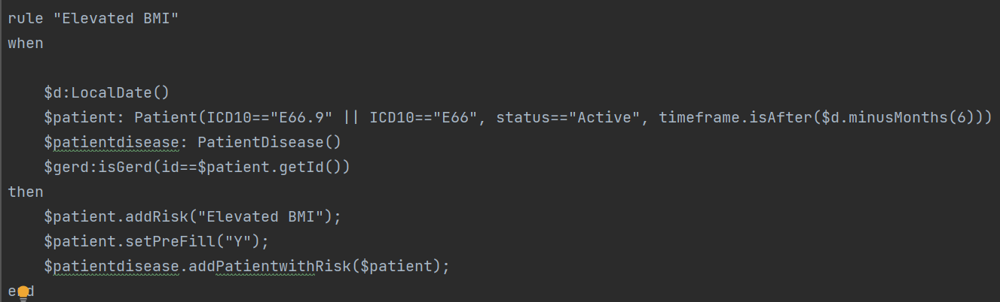 rule "Elevated BMI"
when
$d:LocalDate()
$patient: Patient(ICD10=="E66.9" || ICD10=="E66", status=="Active", timeframe.isAfter($d.minusMonths(6)))
$patientdisease: PatientDisease()
$gerd:isGerd(id==$patient.getId())
then
$patient.addRisk("Elevated BMI");
$patient.setPreFill("Y");
$patientdisease.addPatientwithRisk($patient);
end